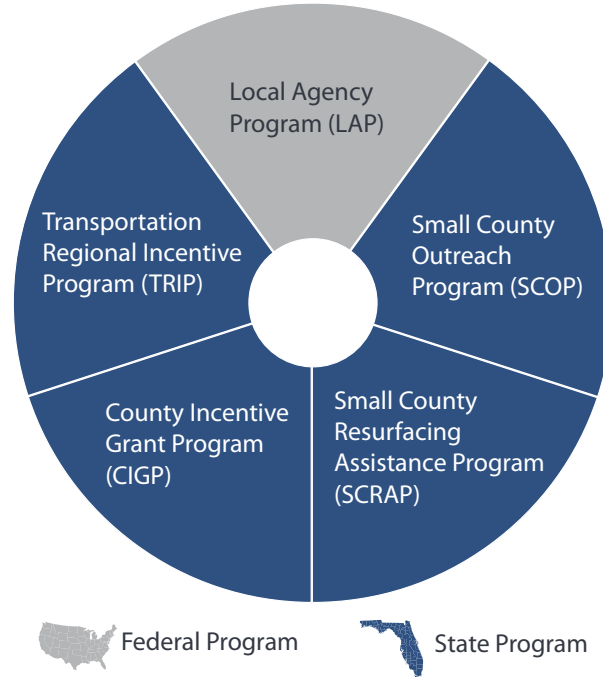 Local Agency
Program (LAP)
Transportation
Regional Incentive
Program (TRIP)
Small County
Outreach
Program (SCOP)
County Incentive
Grant Program
(CIGP)
Small County
Resurfacing
Assistance Program
(SCRAP)
Federal Program
State Program